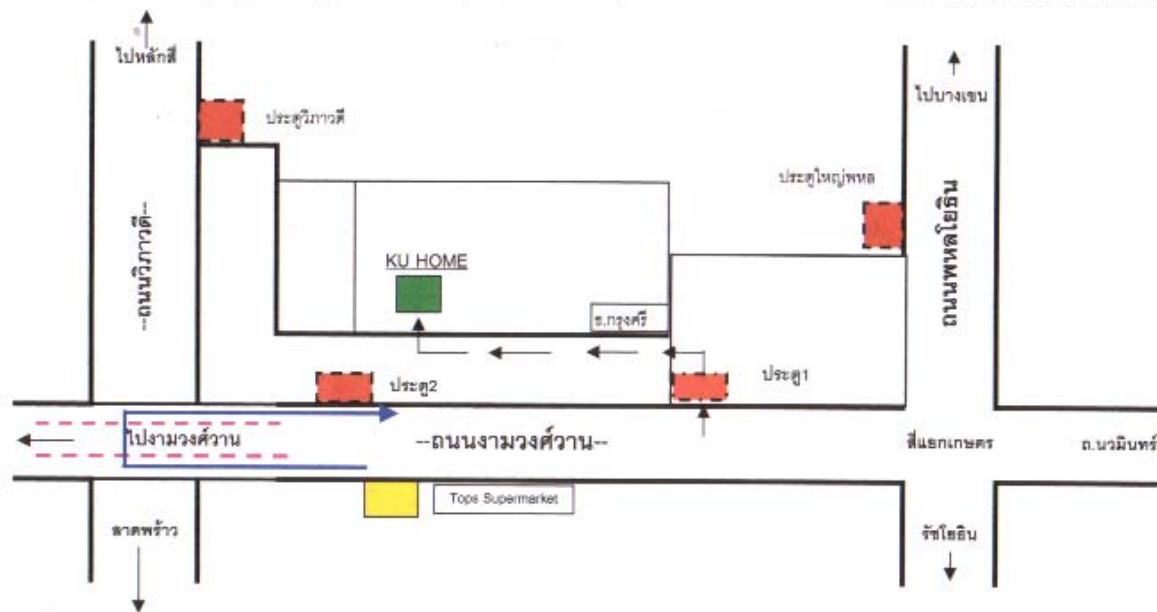 ไปหลักสี่
ประตูวิภาวดี
ไปบางเขน
ประตูใหญ่พหล
--ถนนวิภาวดี--
ถนนพหลโยธิน
KU HOME
ธ.กรุงศรี
ประตู2
ประตู1
ไปงามวงศ์วาน
--ถนนงามวงศ์วาน--
สี่แยกเกษตร
ถ.นวมินทร์
Tops Supermarket
ลาดพร้าว
รัชโยธิน